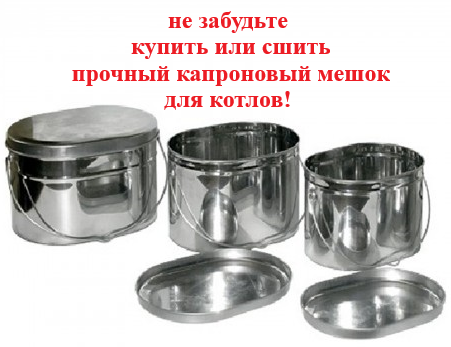 не забудьте
купить или сшить
прочный капроновый мешок
для котлов!